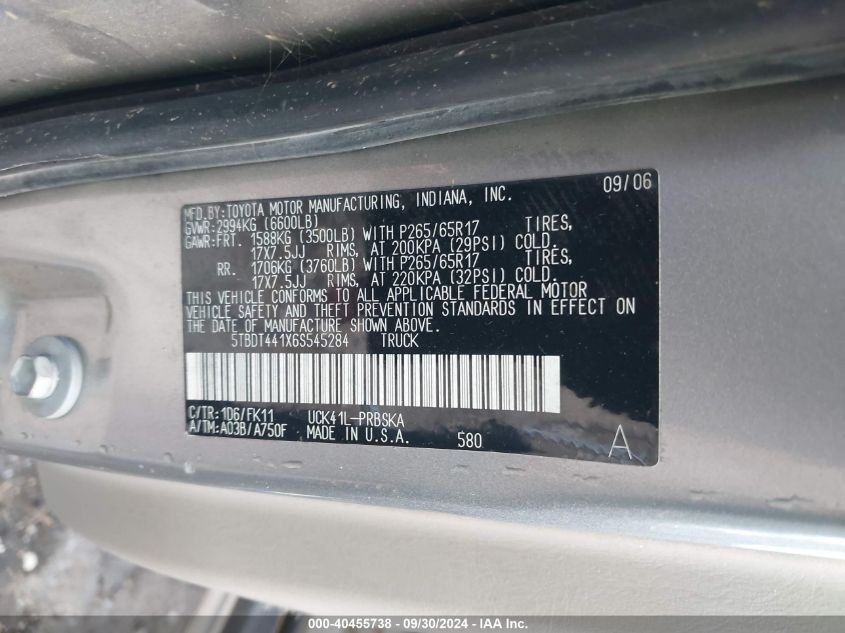 09/06
MFD.BY:TOYOTA MOTOR MANUFACTURING, INDIANA, INC.
GVWR:2994KG (6600LB)
GAWR:FRT. 1588KG (3500LB) WITH P265/65R17 TIRES,
17X7.5JJ RIMS, AT 200KPA (29PSI) COLD.
RR. 1706KG (3760LB) WITH P265/65R17 TIRES,
17X7.5JJ RIMS, AT 220KPA (32PSI) COLD.
THIS VEHICLE CONFORMS TO ALL APPLICABLE FEDERAL MOTOR
VEHICLE SAFETY AND THEFT PREVENTION STANDARDS IN EFFECT ON
THE DATE OF MANUFACTURE SHOWN ABOVE.
5TBDT441X6S545284 TRUCK
C/TR:1D6/FK11 UCK41L-PRBSKA
A/TM:A03B/A750F MADE IN U.S.A. 580 A
000-40455738 - 09/30/2024 - IAA Inc.